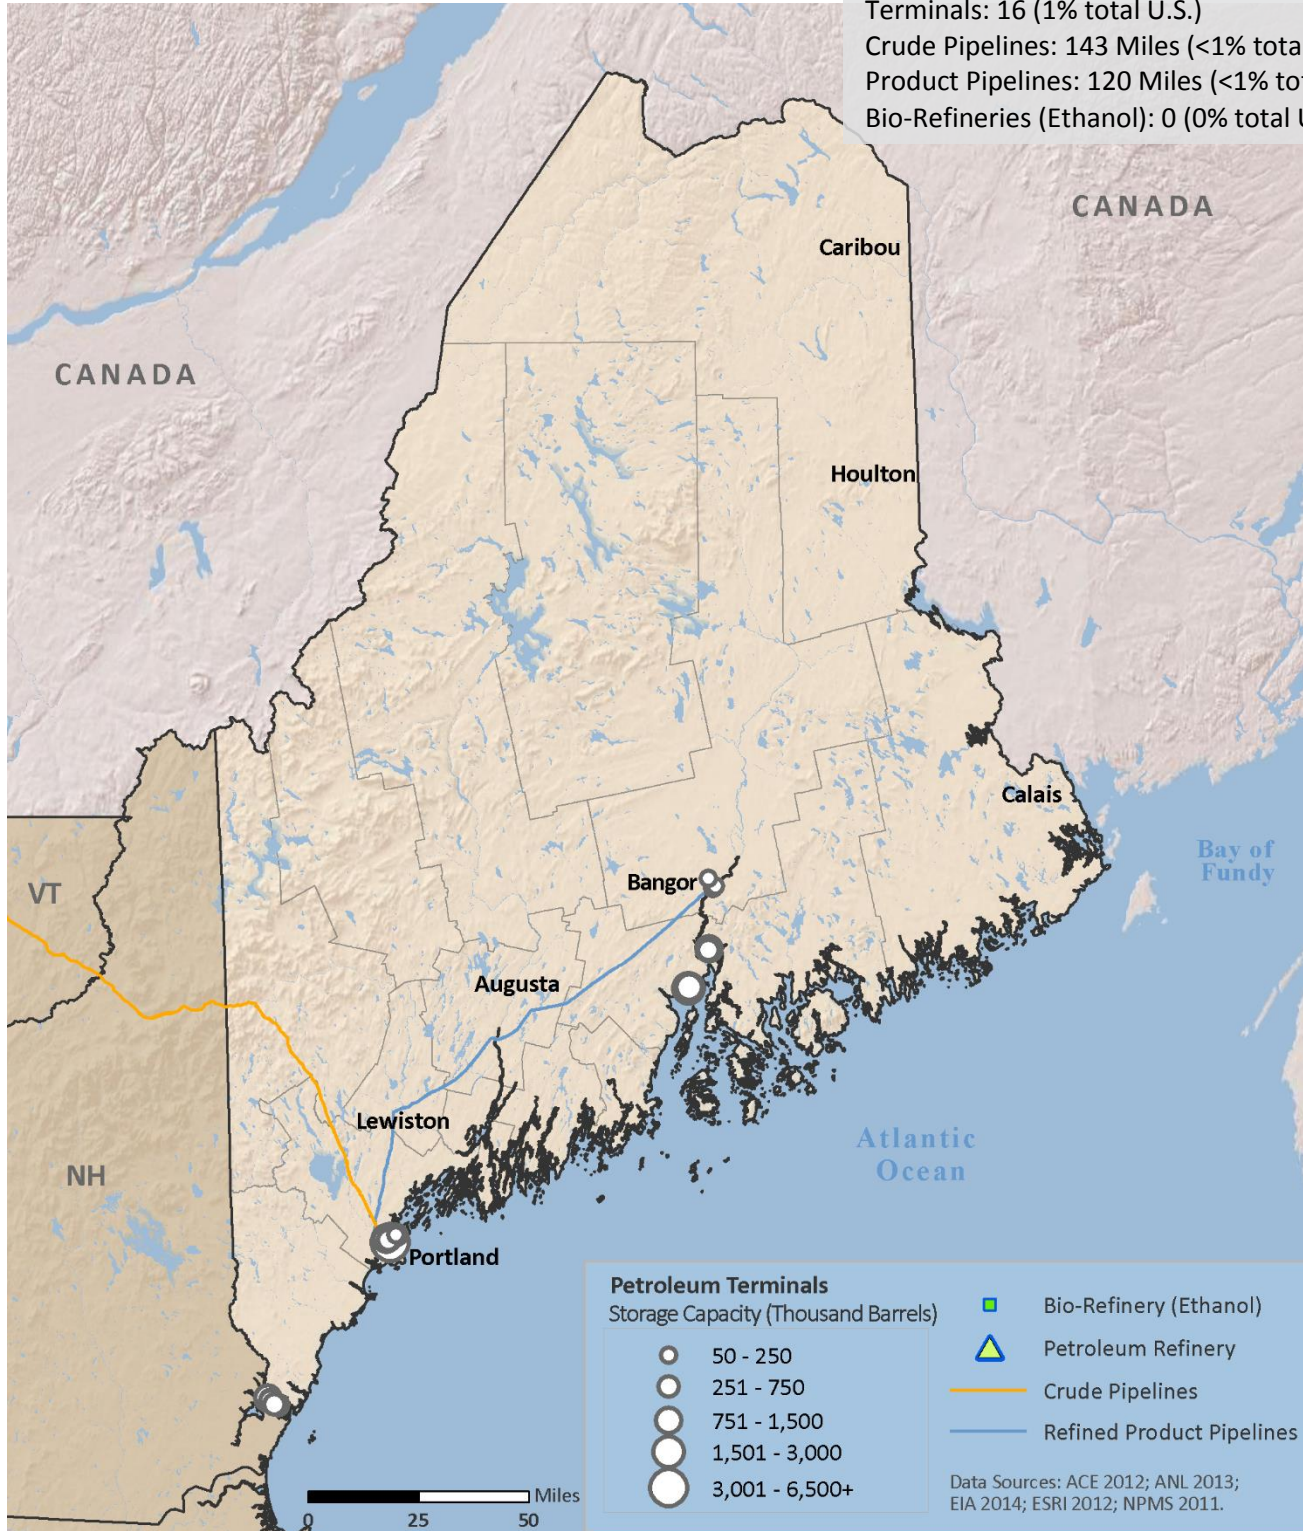 Terminals: 16 (1% total U.S.)
Crude Pipelines: 143 Miles (<1% tota
Product Pipelines: 120 Miles (<1% to
Bio-Refineries (Ethanol): 0 (0% total U
CANADA
Caribou
CANADA
Houlton
Calais
Bay of
Fundy
VT
Bangor
Augusta
Lewiston
Atlantic
Ocean
NH
Portland
Petroleum Terminals
Storage Capacity (Thousand Barrels)
50 - 250
251 - 750
751 - 1,500
1,501 - 3,000
3,001 - 6,500+
Bio-Refinery (Ethanol)
Petroleum Refinery
Crude Pipelines
Refined Product Pipelines
Data Sources: ACE 2012; ANL 2013;
EIA 2014; ESRI 2012; NPMS 2011.
Miles
0 25 50